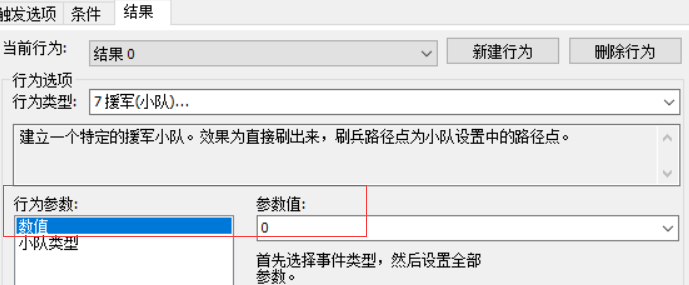 触发选项 条件 结果
当前行为: 结果 0 新建行为 删除行为
行为选项
行为类型: 7 援军(小队)...
建立一个特定的援军小队。效果为直接刷出来，刷兵路径点为小队设置中的路径点。
行为参数: 参数值:
数值 0
小队类型
首先选择事件类型，然后设置全部
参数。